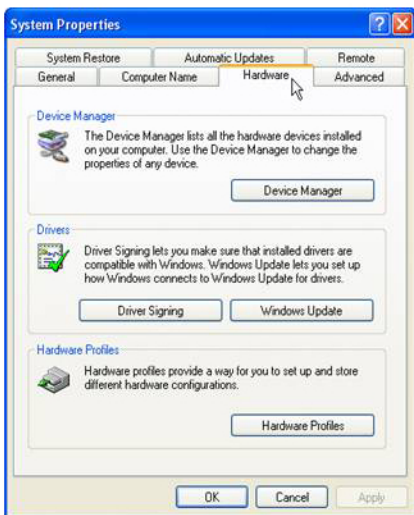 System Properties
System Restore Automatic Updates Remote
General Computer Name Hardware Advanced
Device Manager
The Device Manager lists all the hardware devices installed
on your computer. Use the Device Manager to change the
properties of any device.
Device Manager
Drivers
Driver Signing lets you make sure that installed drivers are
compatible with Windows. Windows Update lets you set up
how Windows connects to Windows Update for drivers.
Driver Signing Windows Update
Hardware Profiles
Hardware profiles provide a way for you to set up and store
different hardware configurations.
Hardware Profiles
OK Cancel Apply